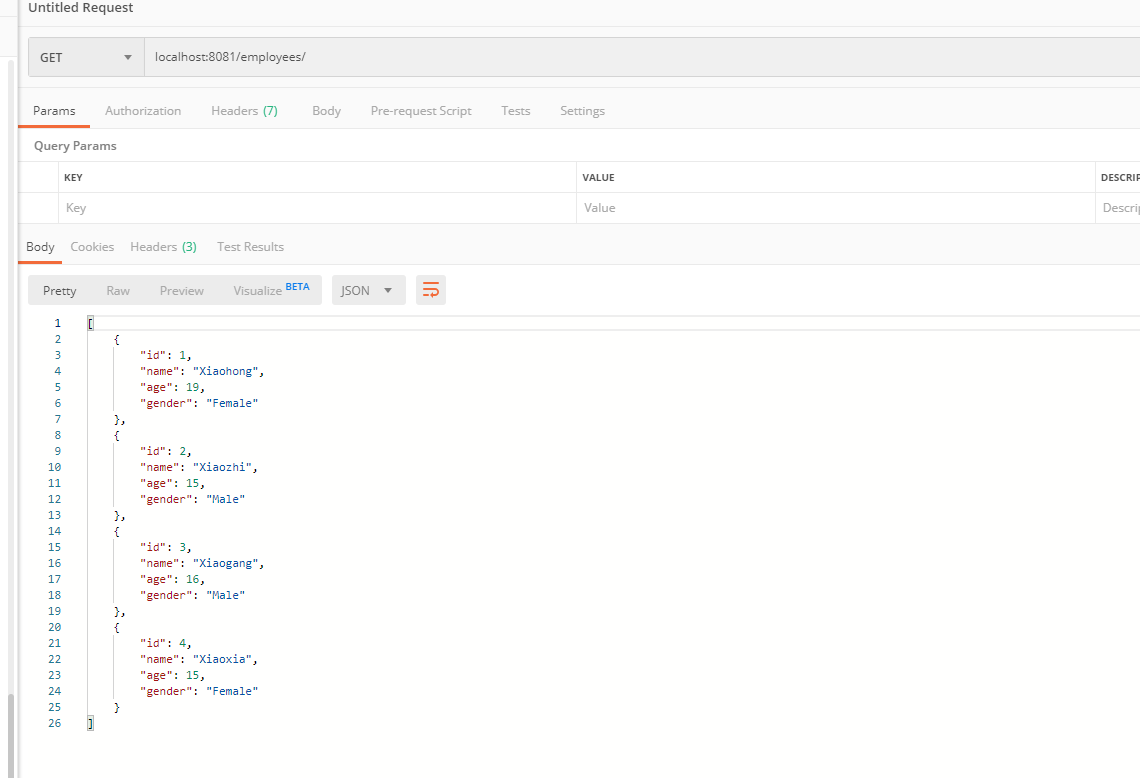 Untitled Request
GET localhost:8081/employees/
Params Authorization Headers (7) Body Pre-request Script Tests Settings
Query Params
KEY VALUE DESCRIP
Key Value Descrip
Body Cookies Headers (3) Test Results
Pretty Raw Preview Visualize BETA JSON
1 [
2 {
3 "id": 1,
4 "name": "Xiaohong",
5 "age": 19,
6 "gender": "Female"
7 },
8 {
9 "id": 2,
10 "name": "Xiaozhi",
11 "age": 15,
12 "gender": "Male"
13 },
14 {
15 "id": 3,
16 "name": "Xiaogang",
17 "age": 16,
18 "gender": "Male"
19 },
20 {
21 "id": 4,
22 "name": "Xiaoxia",
23 "age": 15,
24 "gender": "Female"
25 }
26 ]